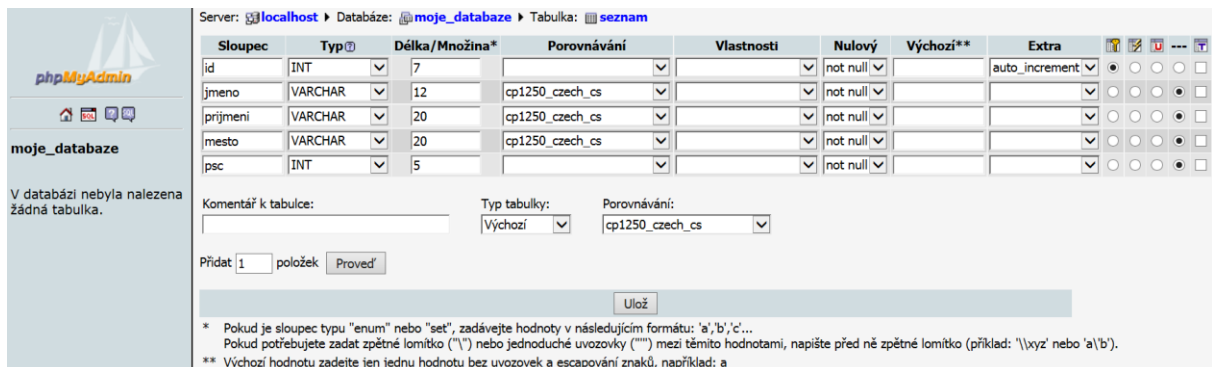 phpMyAdmin
SQL
moje_databaze
V databázi nebyla nalezena
žádná tabulka.
Server: localhost ▶ Databáze: moje_databaze ▶ Tabulka: seznam
Sloupec Typ Délka/Množina* Porovnávání Vlastnosti Nulový Výchozí** Extra U --- T
id INT 7 not null auto_increment
jmeno VARCHAR 12 cp1250_czech_cs not null
prijmeni VARCHAR 20 cp1250_czech_cs not null
mesto VARCHAR 20 cp1250_czech_cs not null
psc INT 5 not null
Komentář k tabulce: Typ tabulky: Porovnávání:
Výchozí cp1250_czech_cs
Přidat 1 položek Proveď
Ulož
* Pokud je sloupec typu "enum" nebo "set", zadávejte hodnoty v následujícím formátu: 'a','b','c'...
Pokud potřebujete zadat zpětné lomítko ("\") nebo jednoduché uvozovky ("'") mezi těmito hodnotami, napište před ně zpětné lomítko (příklad: '\\xyz' nebo 'a\'b').
** Výchozí hodnotu zadejte jen jednu hodnotu bez uvozovek a escapování znaků, například: a